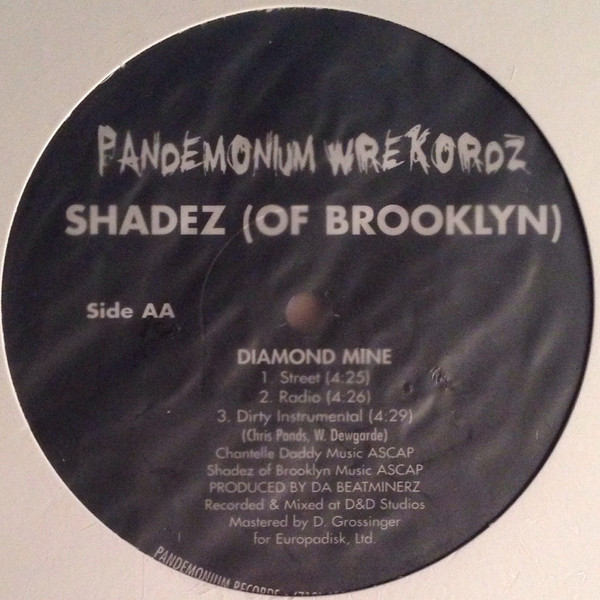 PANDEMONIUM WREKORDZ
SHADEZ (OF BROOKLYN)
Side AA
DIAMOND MINE
1. Street (4:25)
2. Radio (4:26)
3. Dirty Instrumental (4:29)
(Chris Ponds, W. Dewgarde)
Chantelle Daddy Music ASCAP
Shadez of Brooklyn Music ASCAP
PRODUCED BY DA BEATMINERZ
Recorded & Mixed at D&D Studios
Mastered by D. Grossinger
for Europadisk, Ltd.
PANDEMONIUM RECORDS